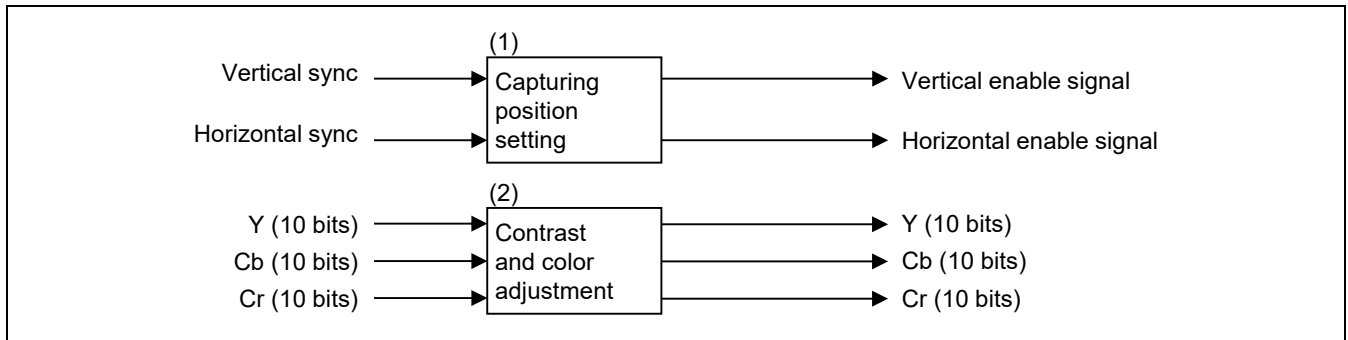 (1)
Vertical sync
Capturing
position
setting
Vertical enable signal
Horizontal sync
Horizontal enable signal
(2)
Y (10 bits)
Cb (10 bits)
Cr (10 bits)
Contrast
and color
adjustment
Y (10 bits)
Cb (10 bits)
Cr (10 bits)